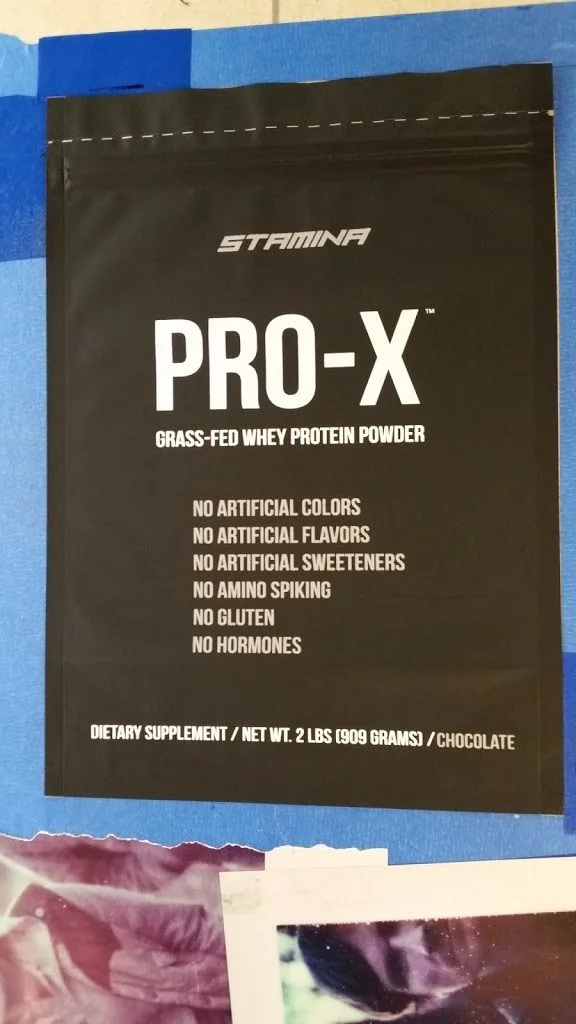 STAMINA
PRO-X™
GRASS-FED WHEY PROTEIN POWDER
NO ARTIFICIAL COLORS
NO ARTIFICIAL FLAVORS
NO ARTIFICIAL SWEETENERS
NO AMINO SPIKING
NO GLUTEN
NO HORMONES
DIETARY SUPPLEMENT / NET WT. 2 LBS (909 GRAMS) / CHOCOLATE